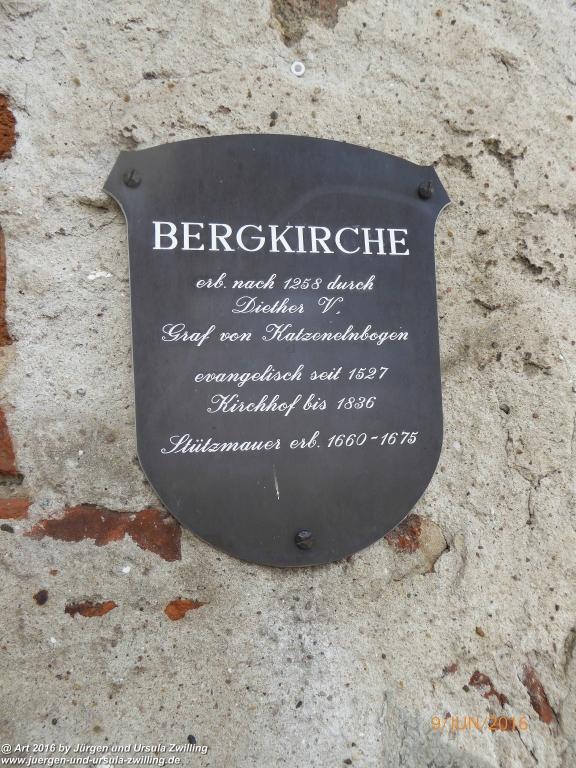 BERGKIRCHE
erb. nach 1258 durch
Diether V,
Graf von Katzenelnbogen
evangelisch seit 1527
Kirchhof bis 1836
Stützmauer erb. 1660-1675
9/JUN/2016
@ Art 2016 by Jürgen und Ursula Zwilling
www.juergen-und-ursula-zwilling.de